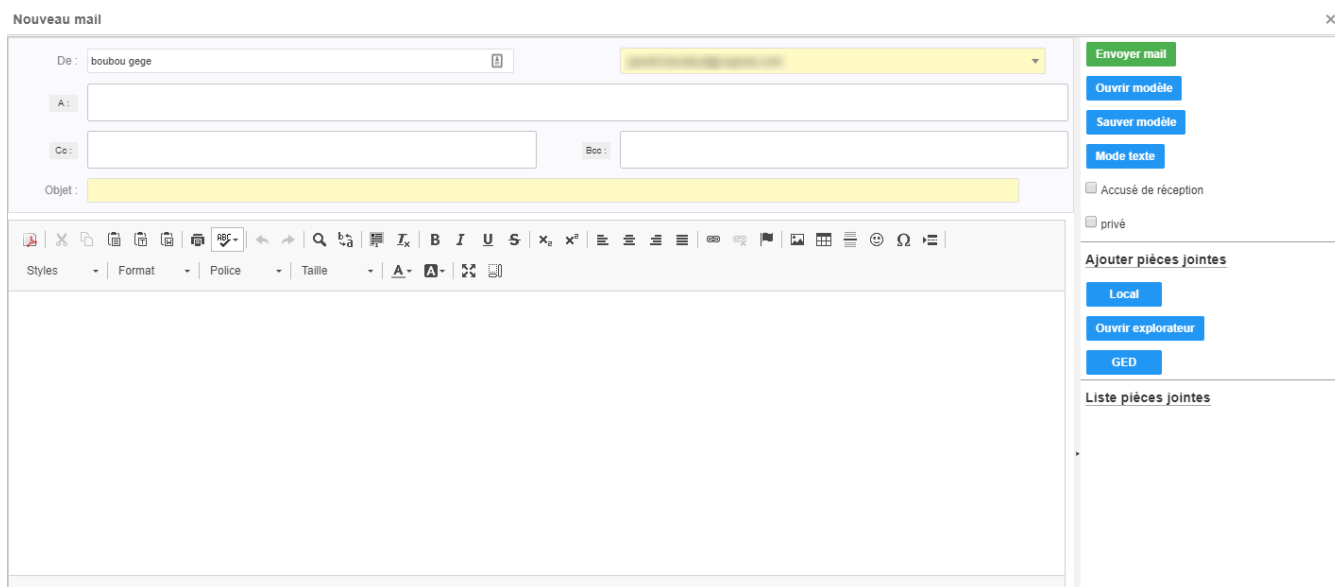 Nouveau mail
De : boubou gege
A :
Cc : Bcc :
Objet :
Styles Format Police Taille
Envoyer mail
Ouvrir modèle
Sauver modèle
Mode texte
Accusé de réception
privé
Ajouter pièces jointes
Local
Ouvrir explorateur
GED
Liste pièces jointes